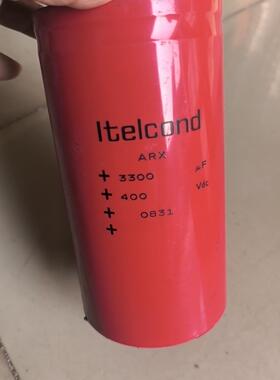 Itelcond
ARX
+ 3300 µF
+ 400 Vdc
+ 0831
+